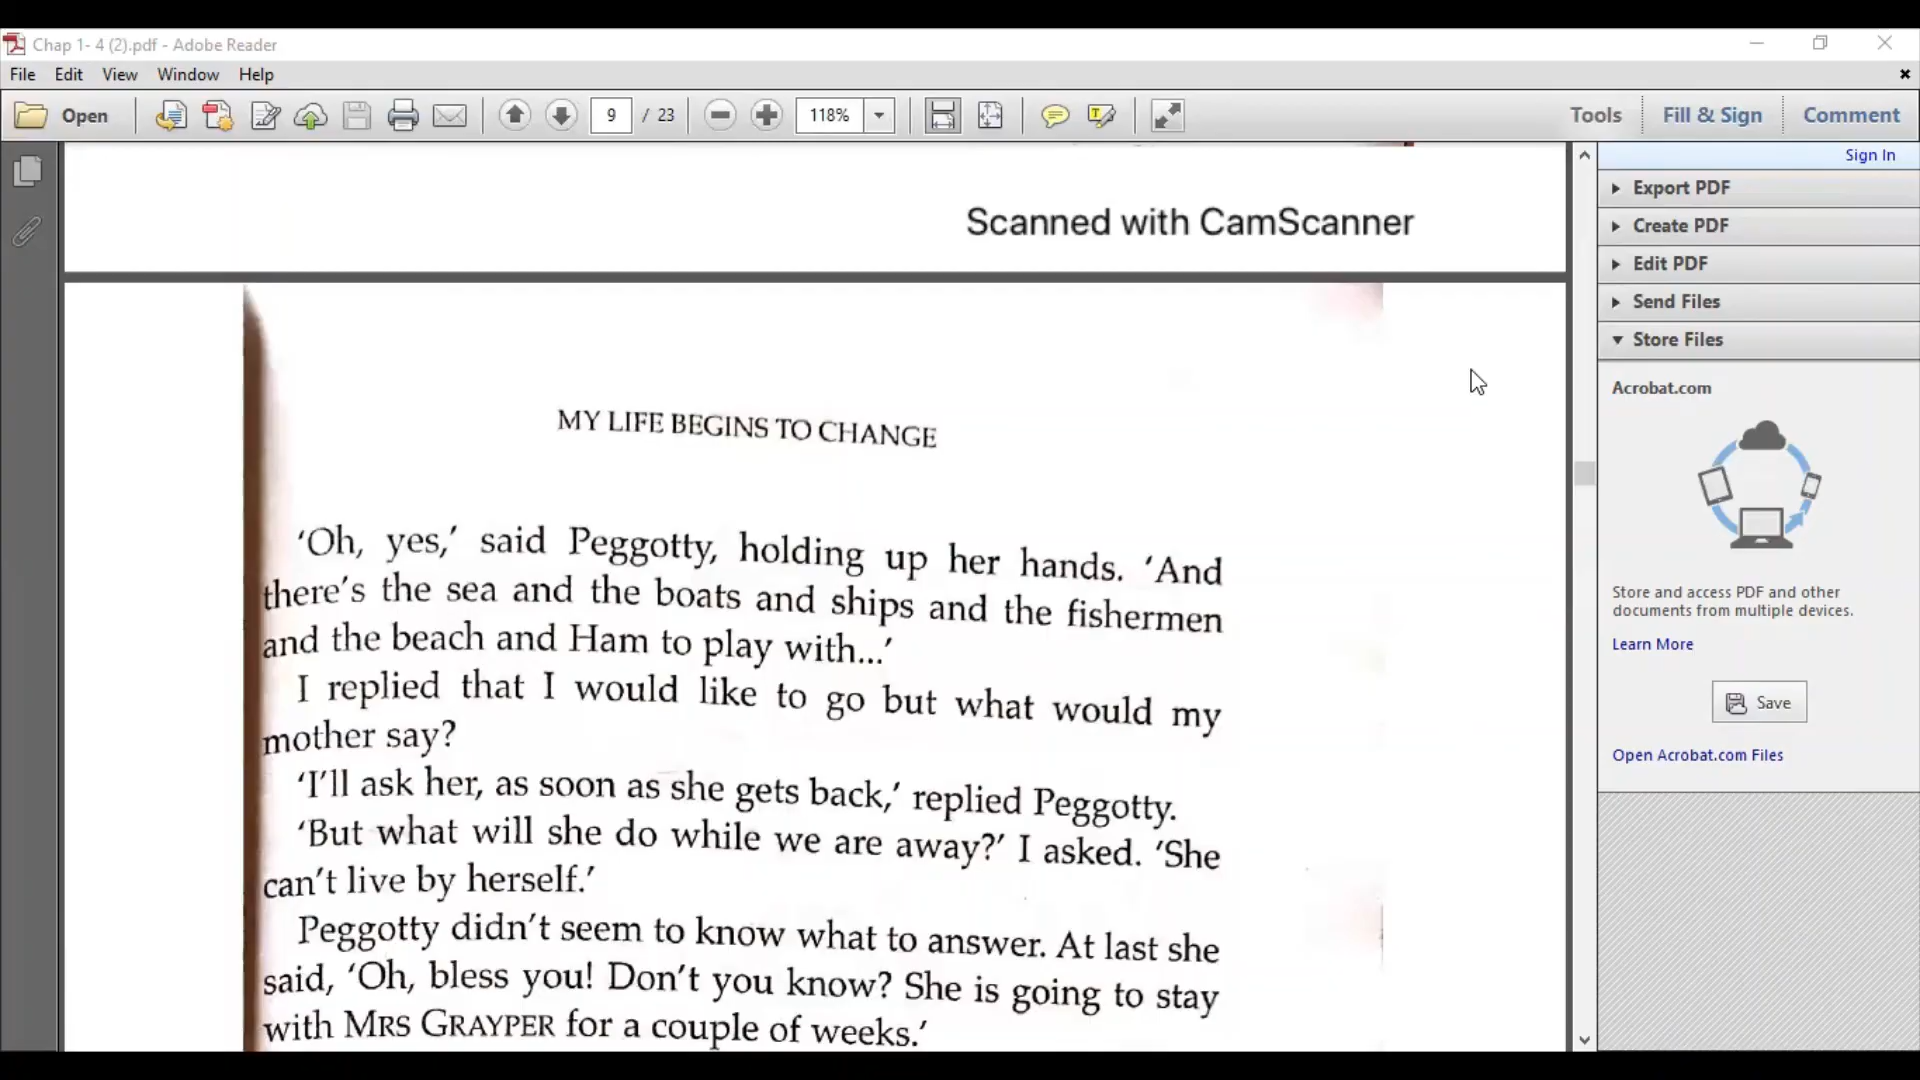 Chap 1- 4 (2).pdf - Adobe Reader
File Edit View Window Help
Open 9 / 23 118% Tools Fill & Sign Comment
Sign In
Export PDF
Create PDF
Edit PDF
Send Files
Store Files
Acrobat.com
Store and access PDF and other
documents from multiple devices.
Learn More
Save
Open Acrobat.com Files
Scanned with CamScanner
MY LIFE BEGINS TO CHANGE
‘Oh, yes,’ said Peggotty, holding up her hands. ‘And
there’s the sea and the boats and ships and the fishermen
and the beach and Ham to play with...’
I replied that I would like to go but what would my
mother say?
‘I’ll ask her, as soon as she gets back,’ replied Peggotty.
‘But what will she do while we are away?’ I asked. ‘She
can’t live by herself.’
Peggotty didn’t seem to know what to answer. At last she
said, ‘Oh, bless you! Don’t you know? She is going to stay
with MRS GRAYPER for a couple of weeks.’